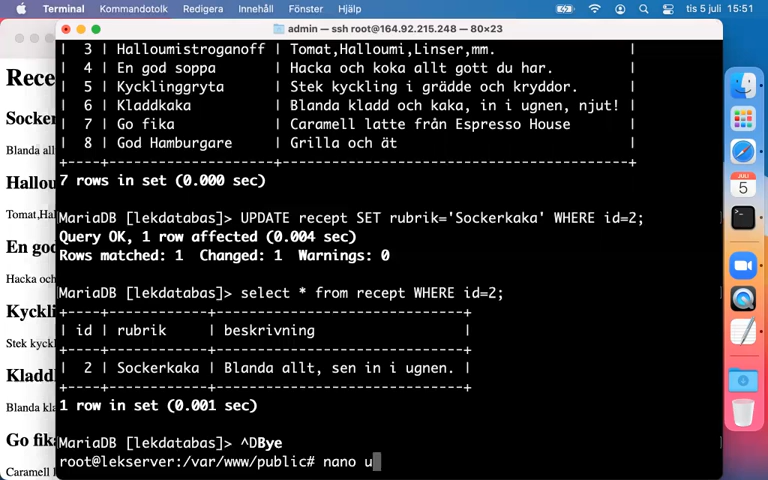 Terminal Kommandotolk Redigera Innehåll Fönster Hjälp tis 5 juli 15:51
admin — ssh root@164.92.215.248 — 80×23
Rece
Socker
Blanda all
Hallou
Tomat,Hal
En god
Hacka och
Kyckli
Stek kyckl
Kladdk
Blanda kla
Go fika
Caramell l
| 3 | Halloumistroganoff | Tomat,Halloumi,Linser,mm. |
| 4 | En god soppa | Hacka och koka allt gott du har. |
| 5 | Kycklinggryta | Stek kyckling i grädde och kryddor. |
| 6 | Kladdkaka | Blanda kladd och kaka, in i ugnen, njut! |
| 7 | Go fika | Caramell latte från Espresso House |
| 8 | God Hamburgare | Grilla och ät |
+----+--------------------+------------------------------------------+
7 rows in set (0.000 sec)
MariaDB [lekdatabas]> UPDATE recept SET rubrik='Sockerkaka' WHERE id=2;
Query OK, 1 row affected (0.004 sec)
Rows matched: 1 Changed: 1 Warnings: 0
MariaDB [lekdatabas]> select * from recept WHERE id=2;
+----+------------+-----------------------------+
| id | rubrik | beskrivning |
+----+------------+-----------------------------+
| 2 | Sockerkaka | Blanda allt, sen in i ugnen. |
+----+------------+-----------------------------+
1 row in set (0.001 sec)
MariaDB [lekdatabas]> ^DBye
root@lekserver:/var/www/public# nano u
JULI
5